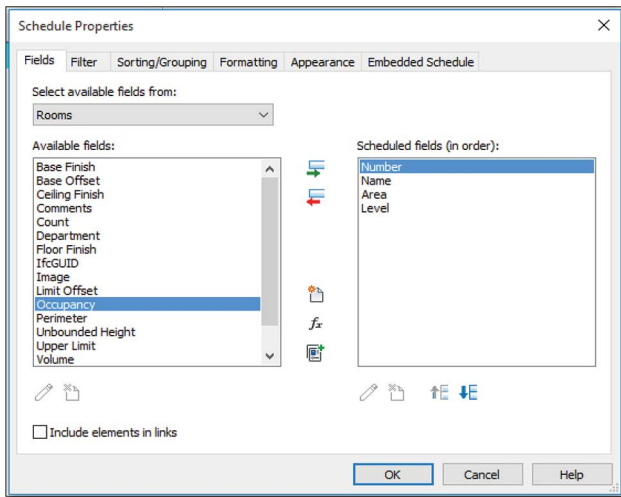 Schedule Properties
Fields Filter Sorting/Grouping Formatting Appearance Embedded Schedule
Select available fields from:
Rooms
Available fields:
Base Finish
Base Offset
Ceiling Finish
Comments
Count
Department
Floor Finish
IfcGUID
Image
Limit Offset
Occupancy
Perimeter
Unbounded Height
Upper Limit
Volume
fx
Scheduled fields (in order):
Number
Name
Area
Level
Include elements in links
OK Cancel Help